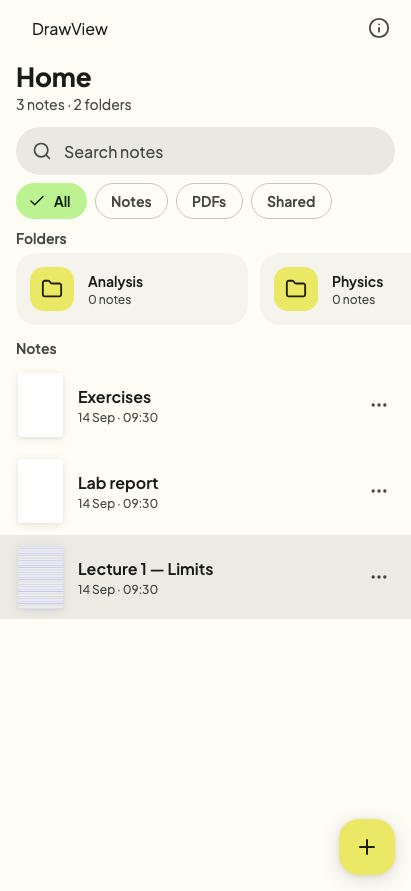 DrawView
Home
3 notes · 2 folders
Search notes
All
Notes
PDFs
Shared
Folders
Analysis
0 notes
Physics
0 notes
Notes
Exercises
14 Sep · 09:30
Lab report
14 Sep · 09:30
Lecture 1 — Limits
14 Sep · 09:30